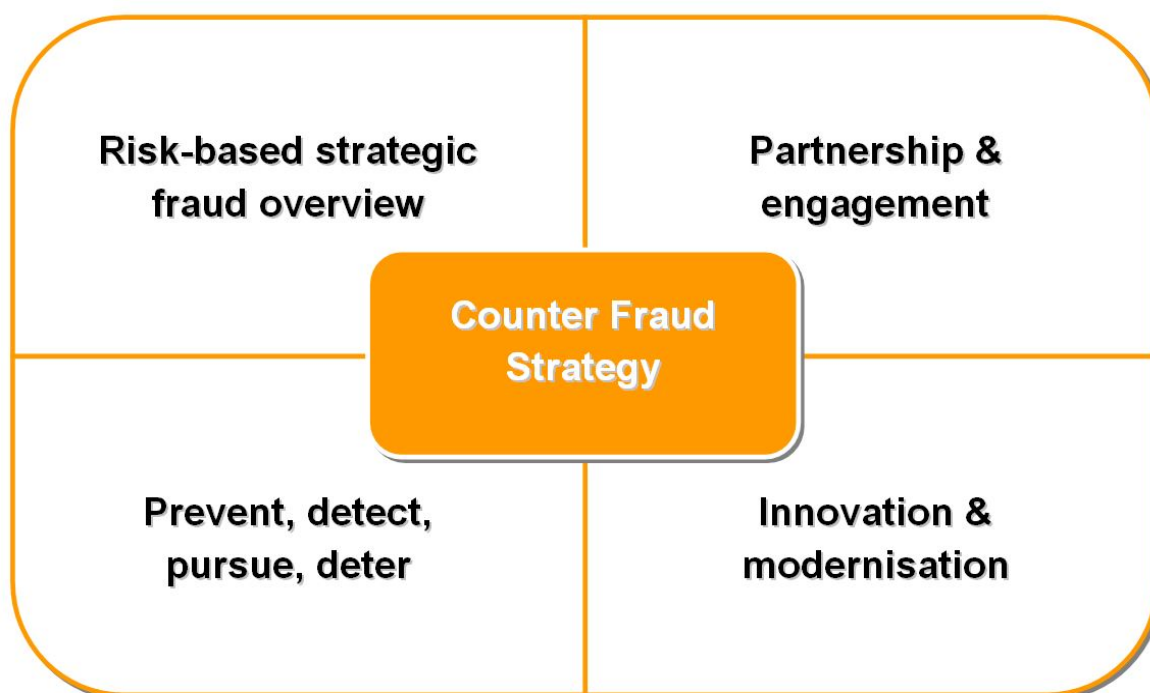 Risk-based strategic
fraud overview
Partnership &
engagement
Counter Fraud
Strategy
Prevent, detect,
pursue, deter
Innovation &
modernisation